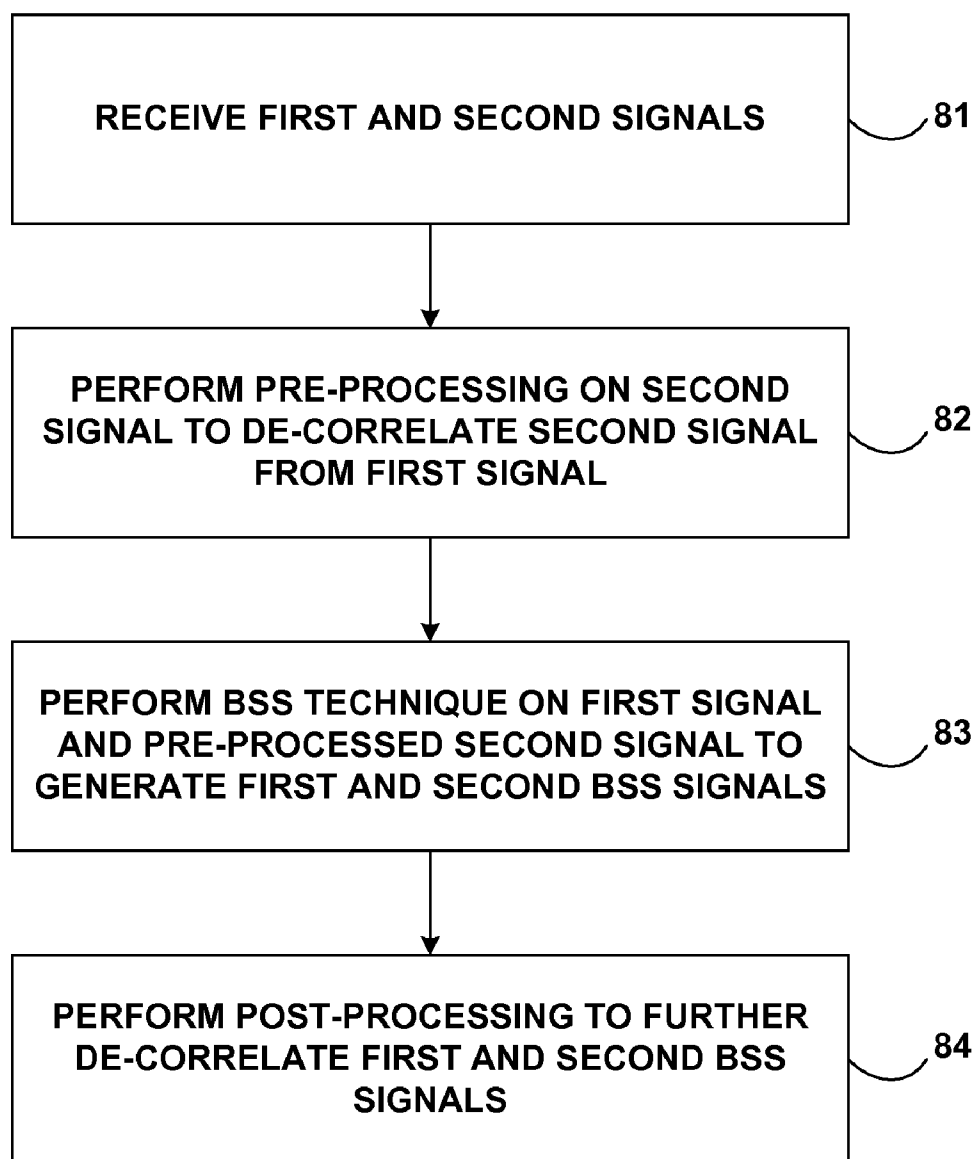 RECEIVE FIRST AND SECOND SIGNALS
81
PERFORM PRE-PROCESSING ON SECOND
SIGNAL TO DE-CORRELATE SECOND SIGNAL
FROM FIRST SIGNAL
82
PERFORM BSS TECHNIQUE ON FIRST SIGNAL
AND PRE-PROCESSED SECOND SIGNAL TO
GENERATE FIRST AND SECOND BSS SIGNALS
83
PERFORM POST-PROCESSING TO FURTHER
DE-CORRELATE FIRST AND SECOND BSS
SIGNALS
84